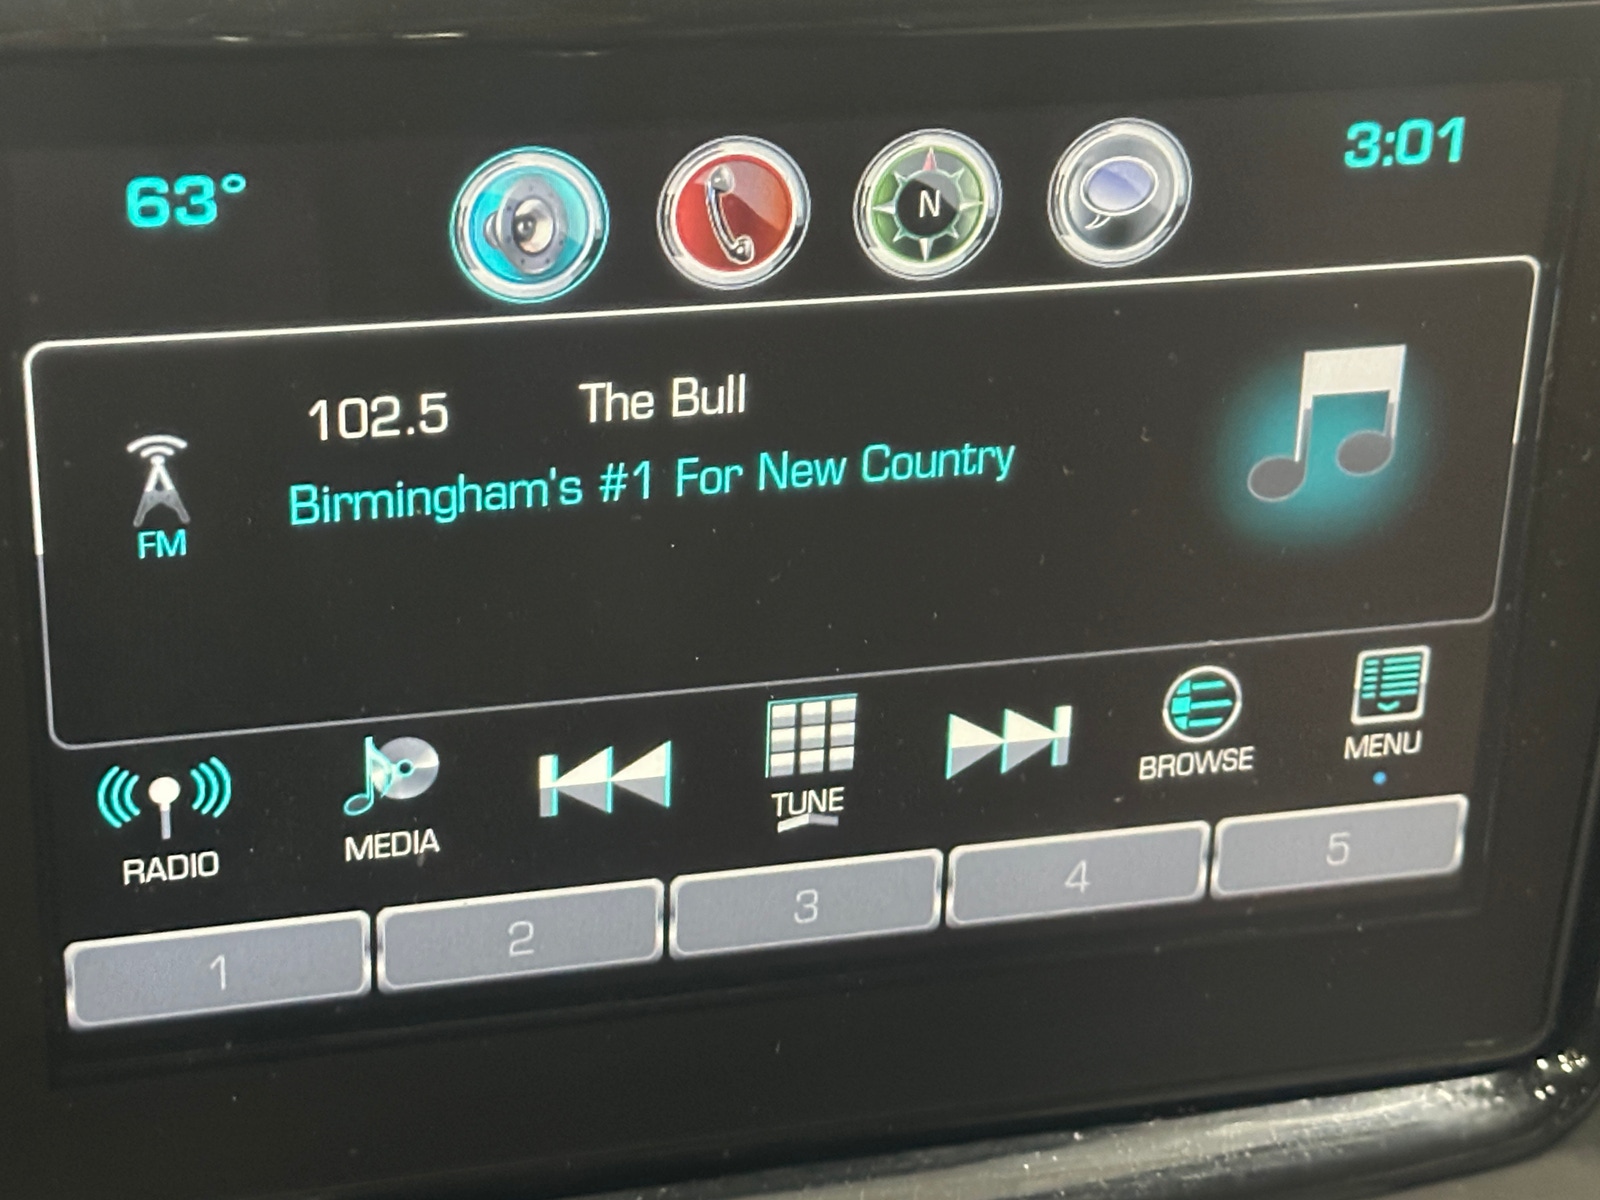 63°
N
3:01
102.5 The Bull
Birmingham's #1 For New Country
FM
RADIO
MEDIA
TUNE
BROWSE
MENU
1
2
3
4
5